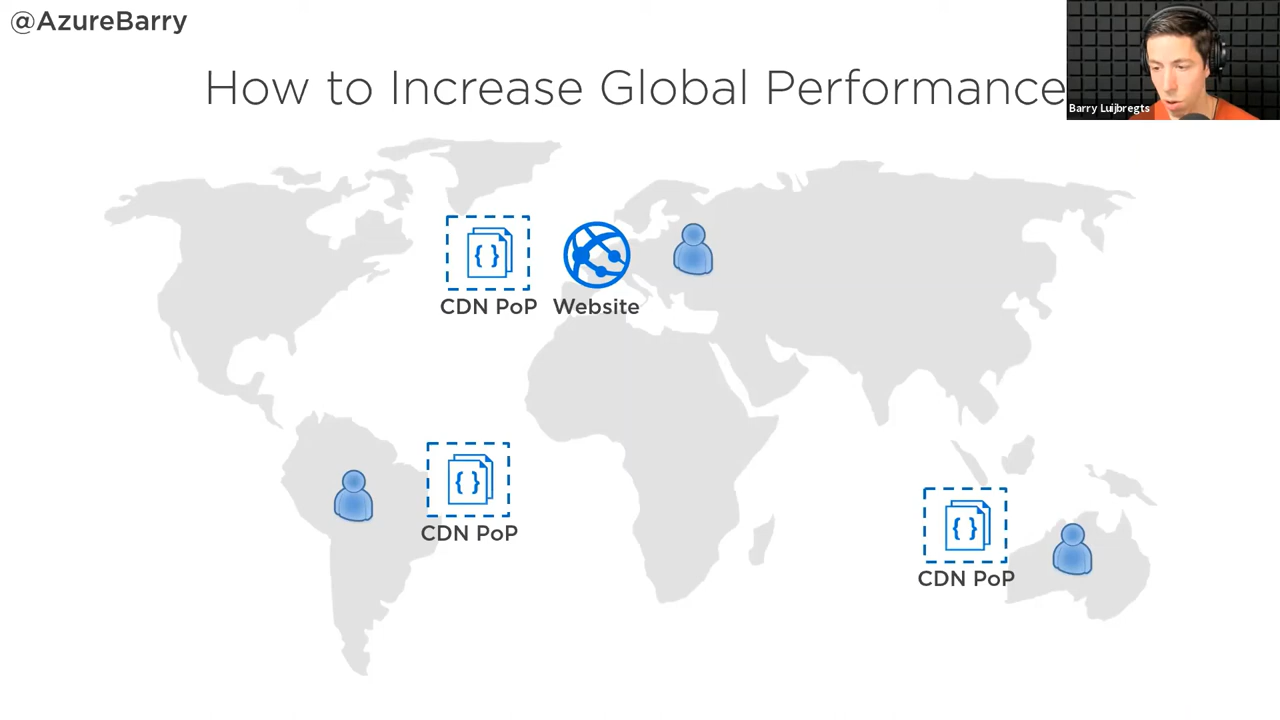 @AzureBarry
How to Increase Global Performance
Barry Luijbregts
{ }
CDN PoP
Website
{ }
CDN PoP
{ }
CDN PoP